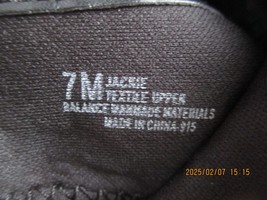 7M JACKIE
TEXTILE UPPER
BALANCE MANMADE MATERIALS
MADE IN CHINA-915
2025/02/07 15:15